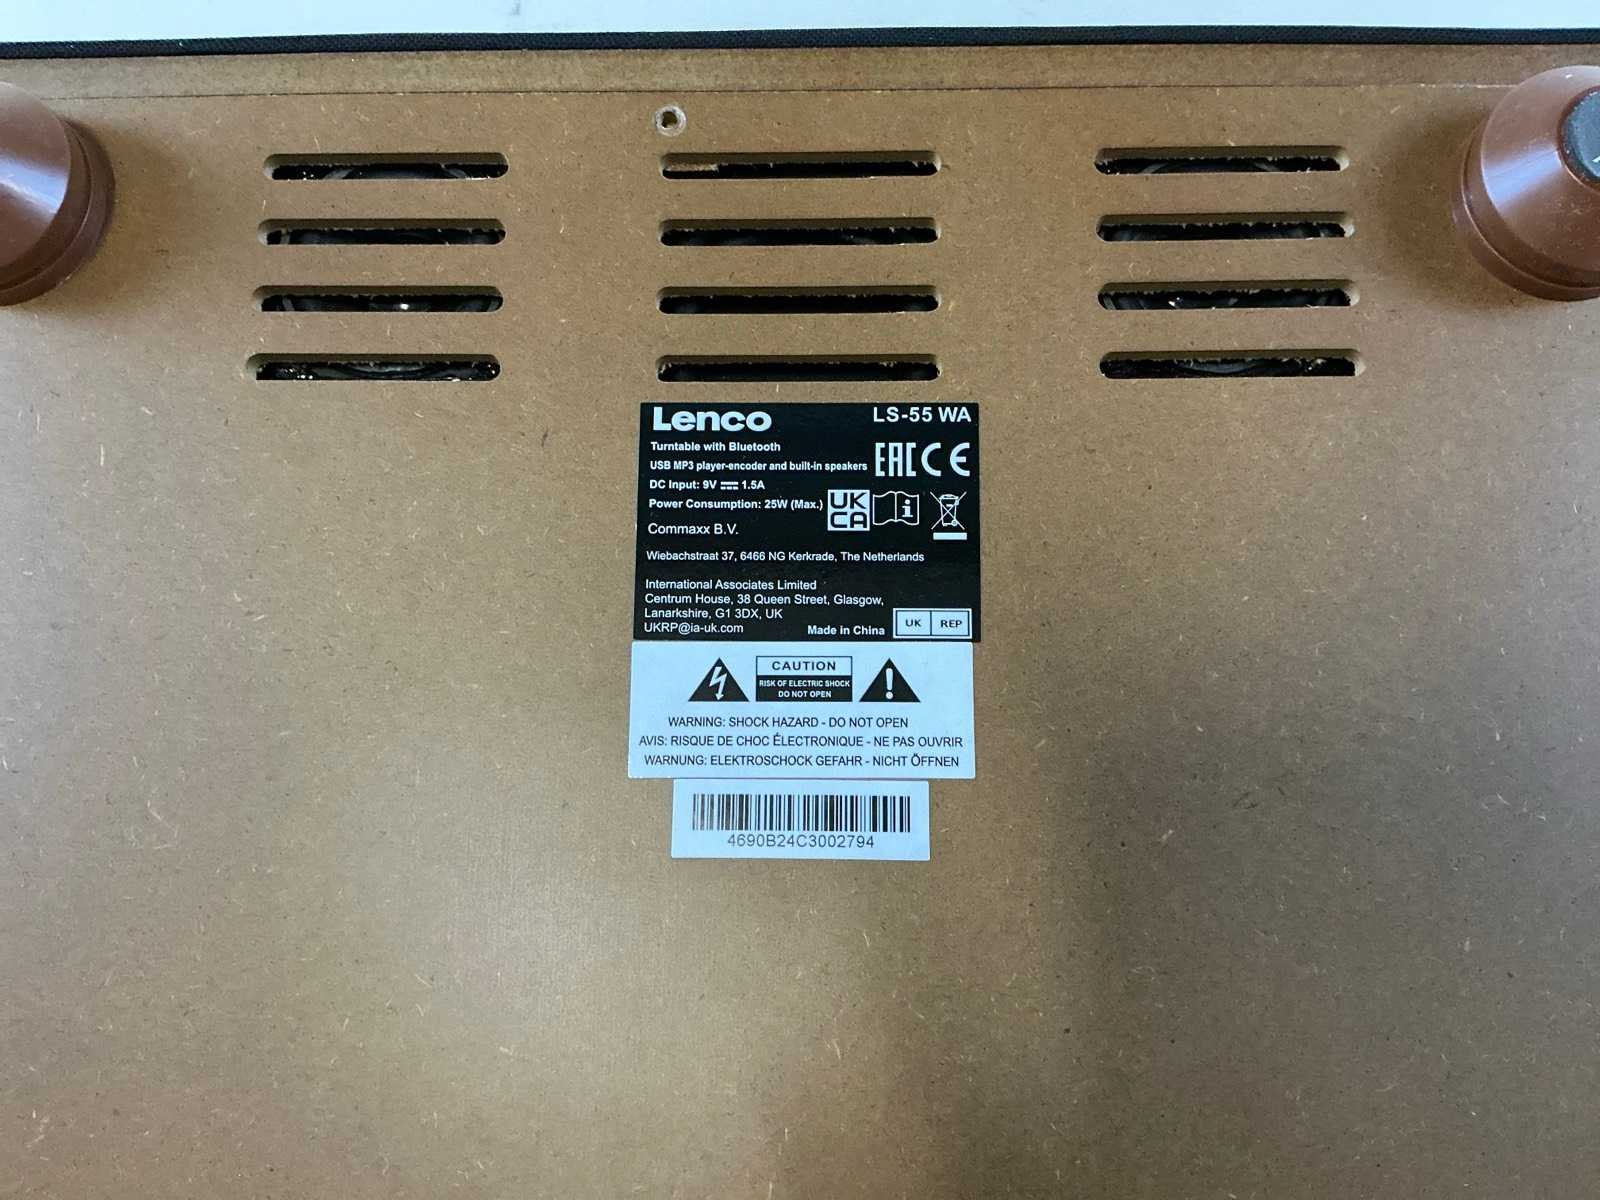 Lenco LS-55 WA
Turntable with Bluetooth
USB MP3 player-encoder and built-in speakers
EAC CE
DC Input: 9V ⎓ 1.5A
Power Consumption: 25W (Max.)
UK
CA
i
Commaxx B.V.
Wiebachstraat 37, 6466 NG Kerkrade, The Netherlands
International Associates Limited
Centrum House, 38 Queen Street, Glasgow,
Lanarkshire, G1 3DX, UK
UKRP@ia-uk.com
Made in China
UK REP
CAUTION
RISK OF ELECTRIC SHOCK
DO NOT OPEN
!
WARNING: SHOCK HAZARD - DO NOT OPEN
AVIS: RISQUE DE CHOC ÉLECTRONIQUE - NE PAS OUVRIR
WARNUNG: ELEKTROSCHOCK GEFAHR - NICHT ÖFFNEN
4690B24C3002794